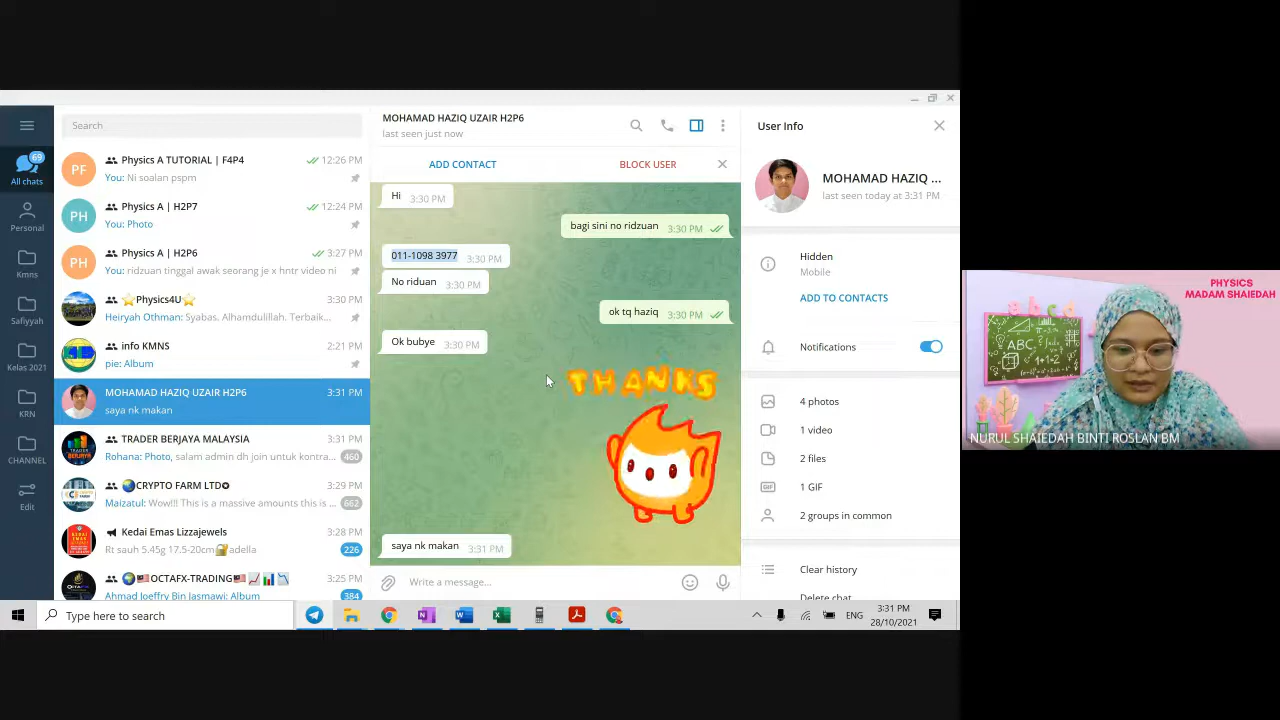 Search
All chats
69
Personal
Kmns
Safiyyah
Kelas 2021
KRN
CHANNEL
Edit
PF
Physics A TUTORIAL | F4P4
12:26 PM
You: Ni soalan pspm
PH
Physics A | H2P7
12:24 PM
You: Photo
PH
Physics A | H2P6
3:27 PM
You: ridzuan tinggal awak seorang je x hntr video ni
⭐Physics4U⭐
3:30 PM
Heiryah Othman: Syabas. Alhamdulillah. Terbaik...
info KMNS
2:21 PM
pie: Album
MOHAMAD HAZIQ UZAIR H2P6
3:31 PM
saya nk makan
TRADER BERJAYA MALAYSIA
3:31 PM
Rohana: Photo, salam admin dh join untuk kontra...
460
CRYPTO FARM LTD
3:29 PM
Maizatul: Wow!!! This is a massive amounts this is ...
662
Kedai Emas Lizzajewels
3:28 PM
Rt sauh 5.45g 17.5-20cm adella
226
OCTAFX-TRADING
3:25 PM
Ahmad Joeffry Bin Jasmawi: Album
384
MOHAMAD HAZIQ UZAIR H2P6
last seen just now
ADD CONTACT
BLOCK USER
Hi 3:30 PM
bagi sini no ridzuan 3:30 PM
011-1098 3977 3:30 PM
No riduan 3:30 PM
ok tq haziq 3:30 PM
Ok bubye 3:30 PM
THANKS
saya nk makan 3:31 PM
Write a message...
User Info
MOHAMAD HAZIQ ...
last seen today at 3:31 PM
Hidden
Mobile
ADD TO CONTACTS
Notifications
4 photos
1 video
2 files
GIF
1 GIF
2 groups in common
Clear history
Delete chat
Type here to search
ENG
3:31 PM
28/10/2021
PHYSICS
MADAM SHAIEDAH
ABC
1+1=2
NURUL SHAIEDAH BINTI ROSLAN BM